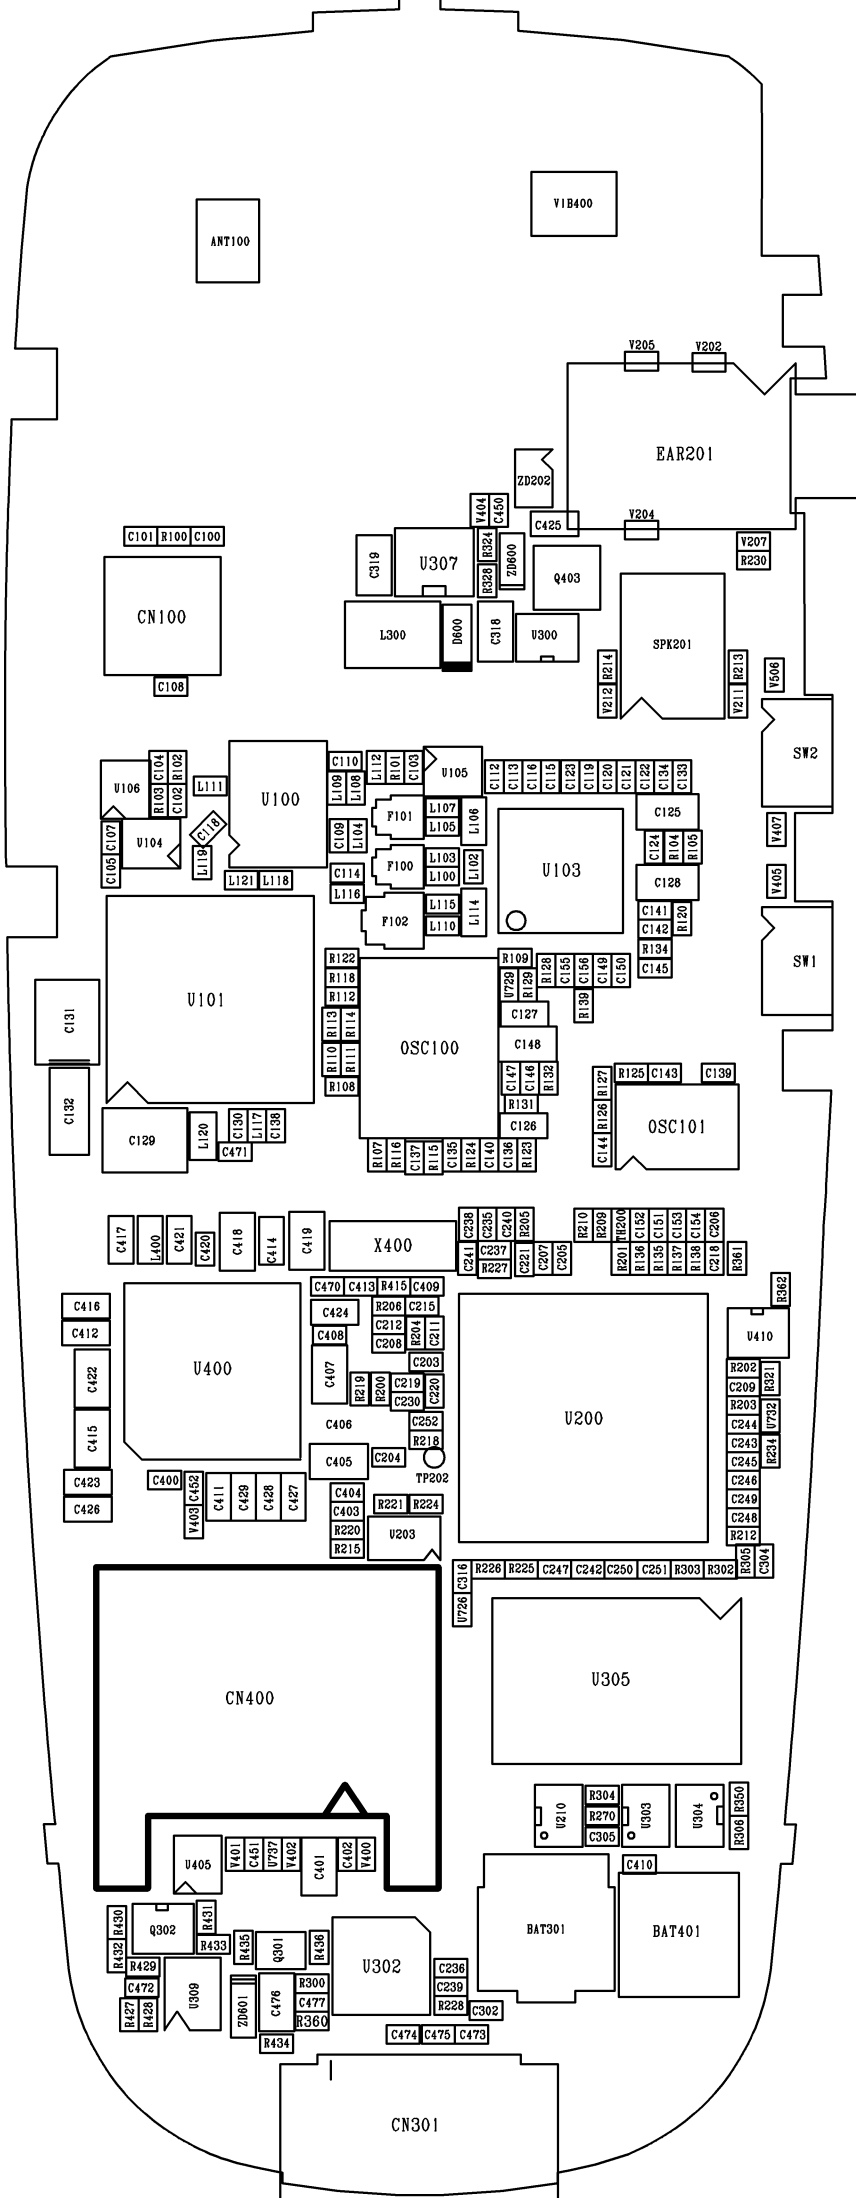 VIB400
ANT100
V205 V202
EAR201
ZD202
V404 C450
C425 V204
C101 R100 C100
V207
R230
C319 U307 R324 ZD600
R328
Q403
CN100
L300 D600 C318 U300
SPK201
R214 R213
V212 V211
V506
C108
SW2
U106 C104 R102
R103 C102
L111
U100
C110
L109 L108
L112 R101 C103
U105
C112 C113 C116 C115 C123 C119 C120 C121 C122 C134 C133
C107 U104
C105
C118
L119
L121 L118
C109 L104
C114
L116
F101 L107
L105
L106
F100 L103
L100
L102
F102 L115
L110
L114
U103
C125
C124 R104 R105
C128
C141
C142
R120
R134
C145
V407
V405
SW1
U101
C131
C132
R122
R118
R112
R113 R114
R110 R111
R108
OSC100
R109
U729 R129
R128 C155 C156 C149 C150
R139
C127
C148
C147 C146 R132
R131
C126
R107 R116 C137 R115 C135 R124 C140 C136 R123
C129 L120 C130 L117 C138
C471
R127
R126
C144
R125 C143 C139
OSC101
C417 L400 C421 C420 C418 C414 C419
X400
C238 C235 C240 R205
C241 C237
R227
C221 C207 C205
R210 R209 TH200 C152 C151 C153 C154 C206
R201 R136 R135 R137 R138 C218 R361
C416
C412
C422
C415
C423
C426
U400
C470 C413 R415 C409
C424
C408
C407
R206 C215
C212
C208
R204 C211
C203
R219 R200 C219
C230
C220
C406 C252
R218
C405 C204
TP202
U200
R362
U410
R202
C209
R321
R203
C244
U732
C243
C245
R234
C246
C249
C248
R212
R305 C304
C400 C452
V403
C411 C429 C428 C427
C404
C403
R220
R215
R221 R224
U203
C316
U726
R226 R225 C247 C242 C250 C251 R303 R302
CN400
U305
U210 R304
R270
C305
U303 U304 R350
R306
U405 V401 C451 U737 V402 C401 C402 V400
C410
BAT301 BAT401
R430
R432
Q302 R431
R433
R435 Q301 R436
U302
R429
C472
R427 R428
U309 ZD601 C476 R300
C477
R360
R434
C236
C239
R228
C302
C474 C475 C473
CN301